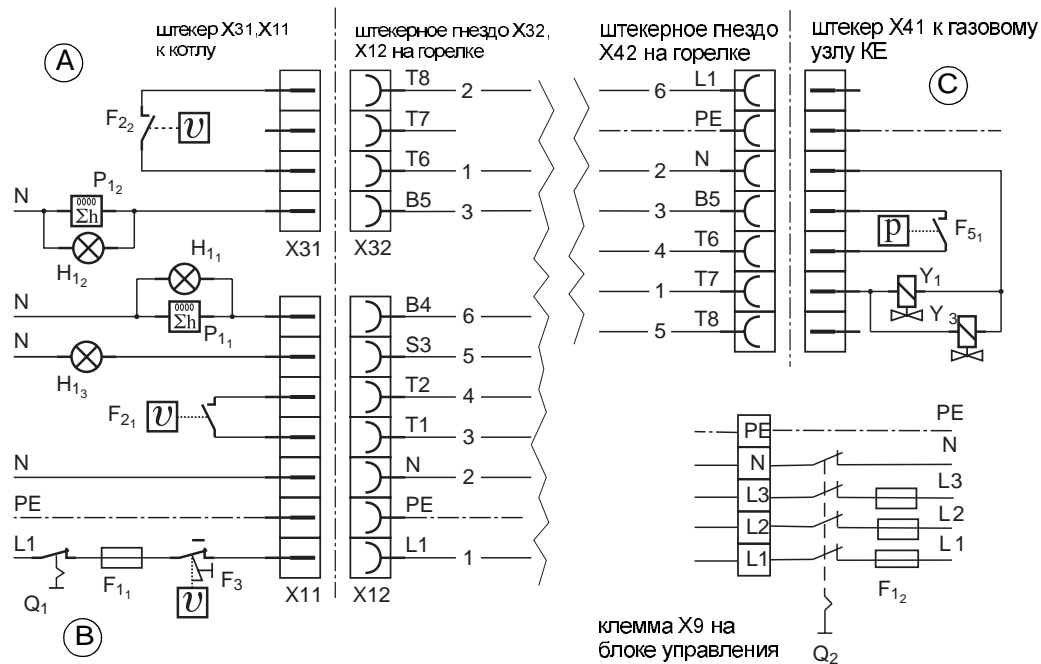 штекер X31, X11
к котлу
штекерное гнездо X32,
X12 на горелке
штекерное гнездо
X42 на горелке
штекер X41 к газовому
узлу KE
A
C
F22
υ
T8 2
T7
T6 1
B5 3
N
P12
0000
Σh
H12
X31 X32
6 L1
PE
2 N
3 B5
4 T6
1 T7
5 T8
p
F51
Y1
Y3
H11
N
0000
Σh
P11
N
H13
F21
υ
N
PE
L1
Q1
F11
F3
υ
B4 6
S3 5
T2 4
T1 3
N 2
PE
L1 1
X11 X12
B
PE PE
N N
L3 L3
L2 L2
L1 L1
F12
Q2
клемма X9 на
блоке управления